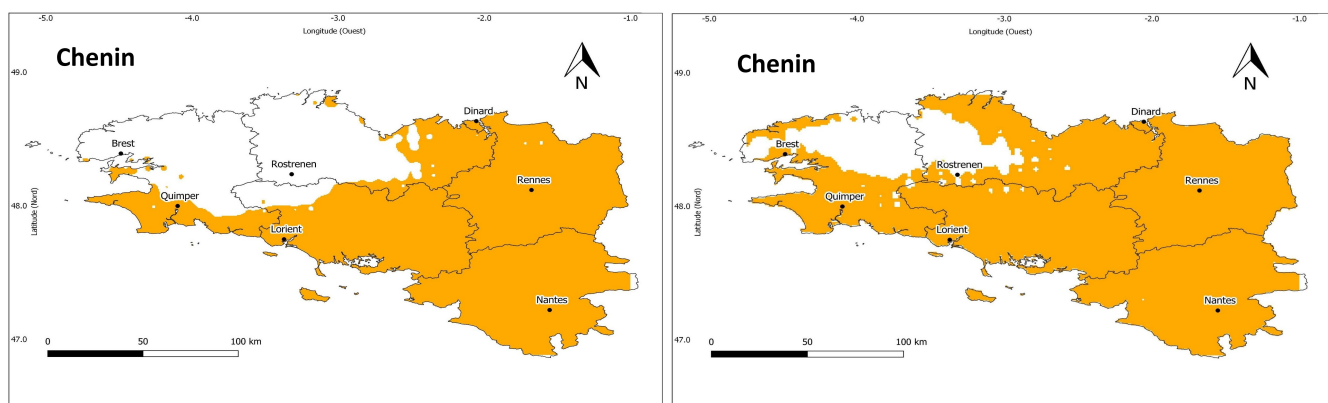 -5.0 -4.0 -3.0 -2.0 -1.0
Longitude (Ouest)
Chenin
N
49.0
Latitude (Nord)
48.0
47.0
Dinard
Brest
Rostrenen
Rennes
Quimper
Lorient
Nantes
0 50 100 km
-5.0 -4.0 -3.0 -2.0 -1.0
Longitude (Ouest)
Chenin
N
49.0
Latitude (Nord)
48.0
47.0
Dinard
Brest
Rostrenen
Rennes
Quimper
Lorient
Nantes
0 50 100 km